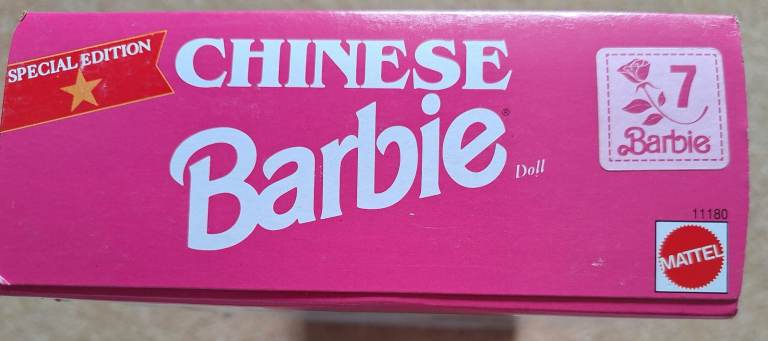 SPECIAL EDITION
CHINESE
Barbie®
Doll
7
Barbie
11180
MATTEL